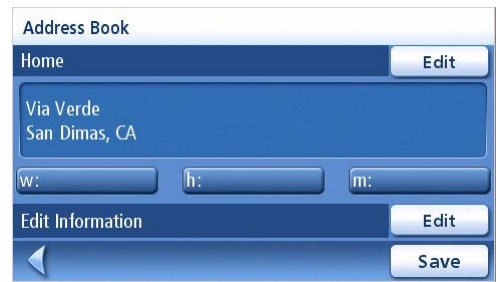 Address Book
Home Edit
Via Verde
San Dimas, CA
w: h: m:
Edit Information Edit
Save